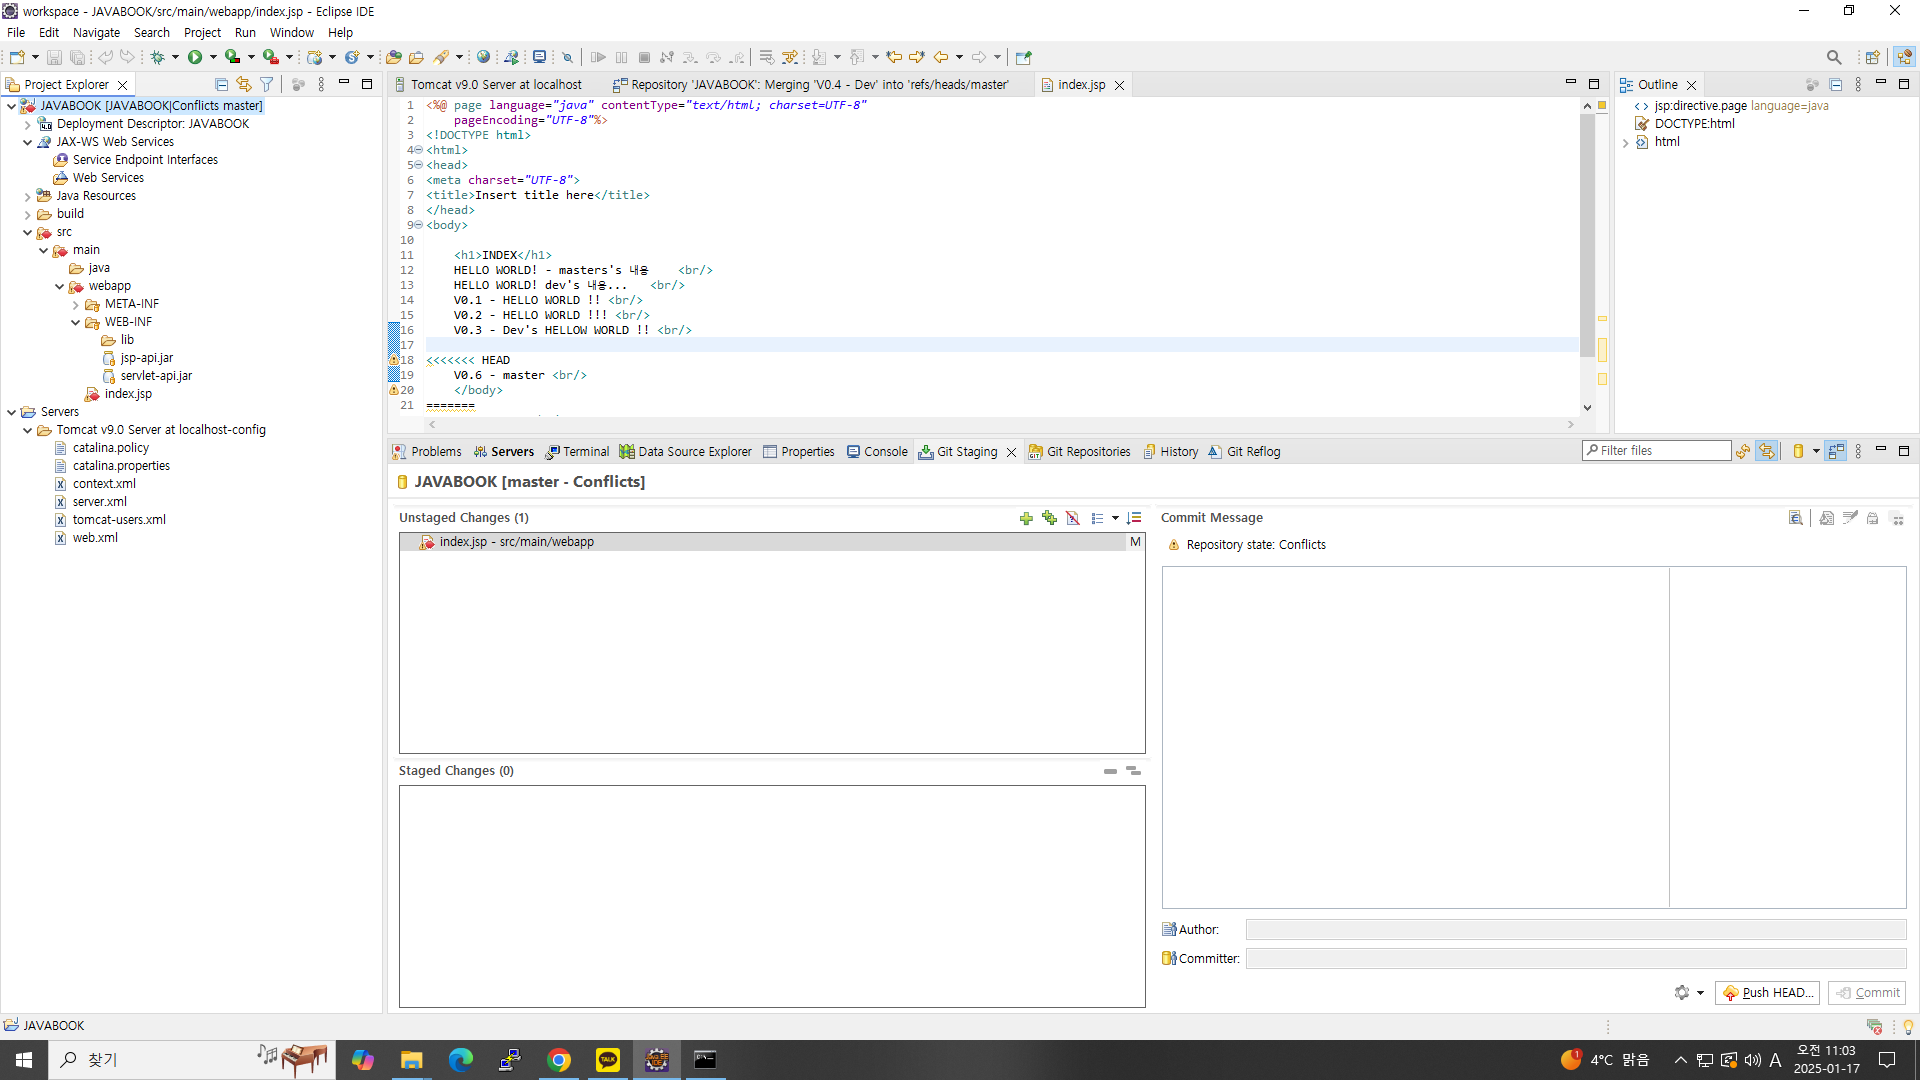 workspace - JAVABOOK/src/main/webapp/index.jsp - Eclipse IDE
File Edit Navigate Search Project Run Window Help
Project Explorer
JAVABOOK [JAVABOOK|Conflicts master]
Deployment Descriptor: JAVABOOK
JAX-WS Web Services
Service Endpoint Interfaces
Web Services
Java Resources
build
src
main
java
webapp
META-INF
WEB-INF
lib
jsp-api.jar
servlet-api.jar
index.jsp
Servers
Tomcat v9.0 Server at localhost-config
catalina.policy
catalina.properties
context.xml
server.xml
tomcat-users.xml
web.xml
Tomcat v9.0 Server at localhost
Repository 'JAVABOOK': Merging 'V0.4 - Dev' into 'refs/heads/master'
index.jsp
1 <%@ page language="java" contentType="text/html; charset=UTF-8"
2 pageEncoding="UTF-8"%>
3 <!DOCTYPE html>
4 <html>
5 <head>
6 <meta charset="UTF-8">
7 <title>Insert title here</title>
8 </head>
9 <body>
10
11 <h1>INDEX</h1>
12 HELLO WORLD! - masters's 내용 <br/>
13 HELLO WORLD! dev's 내용... <br/>
14 V0.1 - HELLO WORLD !! <br/>
15 V0.2 - HELLO WORLD !!! <br/>
16 V0.3 - Dev's HELLOW WORLD !! <br/>
17
18 <<<<<<< HEAD
19 V0.6 - master <br/>
20 </body>
21 =======
Outline
jsp:directive.page language=java
DOCTYPE:html
html
Problems Servers Terminal Data Source Explorer Properties Console Git Staging Git Repositories History Git Reflog
Filter files
JAVABOOK [master - Conflicts]
Unstaged Changes (1)
index.jsp - src/main/webapp M
Staged Changes (0)
Commit Message
Repository state: Conflicts
Author:
Committer:
Push HEAD... Commit
JAVABOOK
찾기
TALK
Java EE
IDE
1
4°C 맑음
A
오전 11:03
2025-01-17